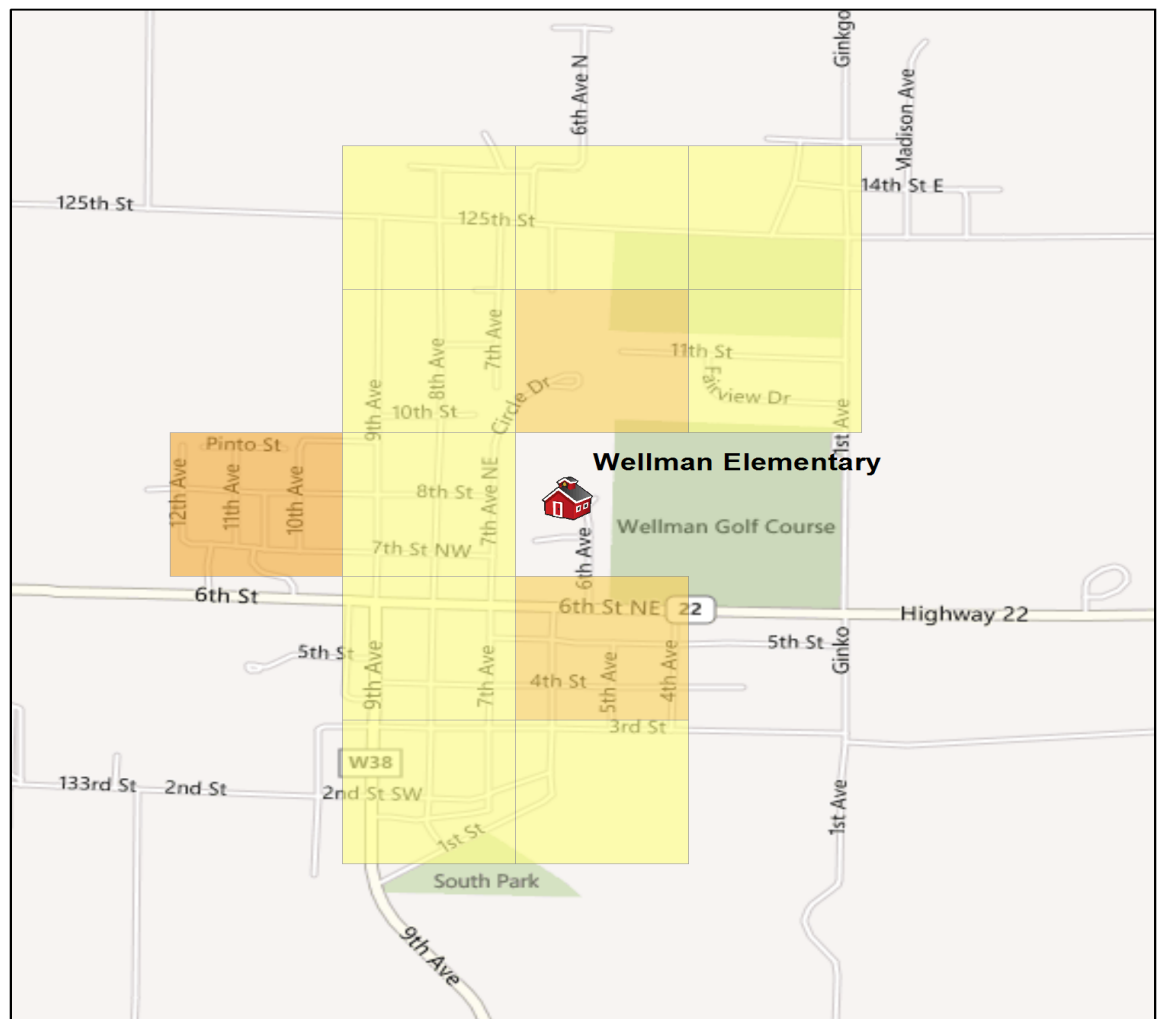 Ginkgo
6th Ave N
Madison Ave
14th St E
125th St
125th St
7th Ave
8th Ave
9th Ave
11th St
Fairview Dr
Circle Dr
10th St
1st Ave
Pinto St
Wellman Elementary
12th Ave
11th Ave
10th Ave
8th St
7th Ave NE
Wellman Golf Course
7th St NW
6th Ave
6th St
6th St NE
22
Highway 22
5th St
9th Ave
7th Ave
4th St
5th Ave
4th Ave
5th St
Ginko
3rd St
W38
133rd St
2nd St
2nd St SW
1st St
1st Ave
South Park
9th Ave